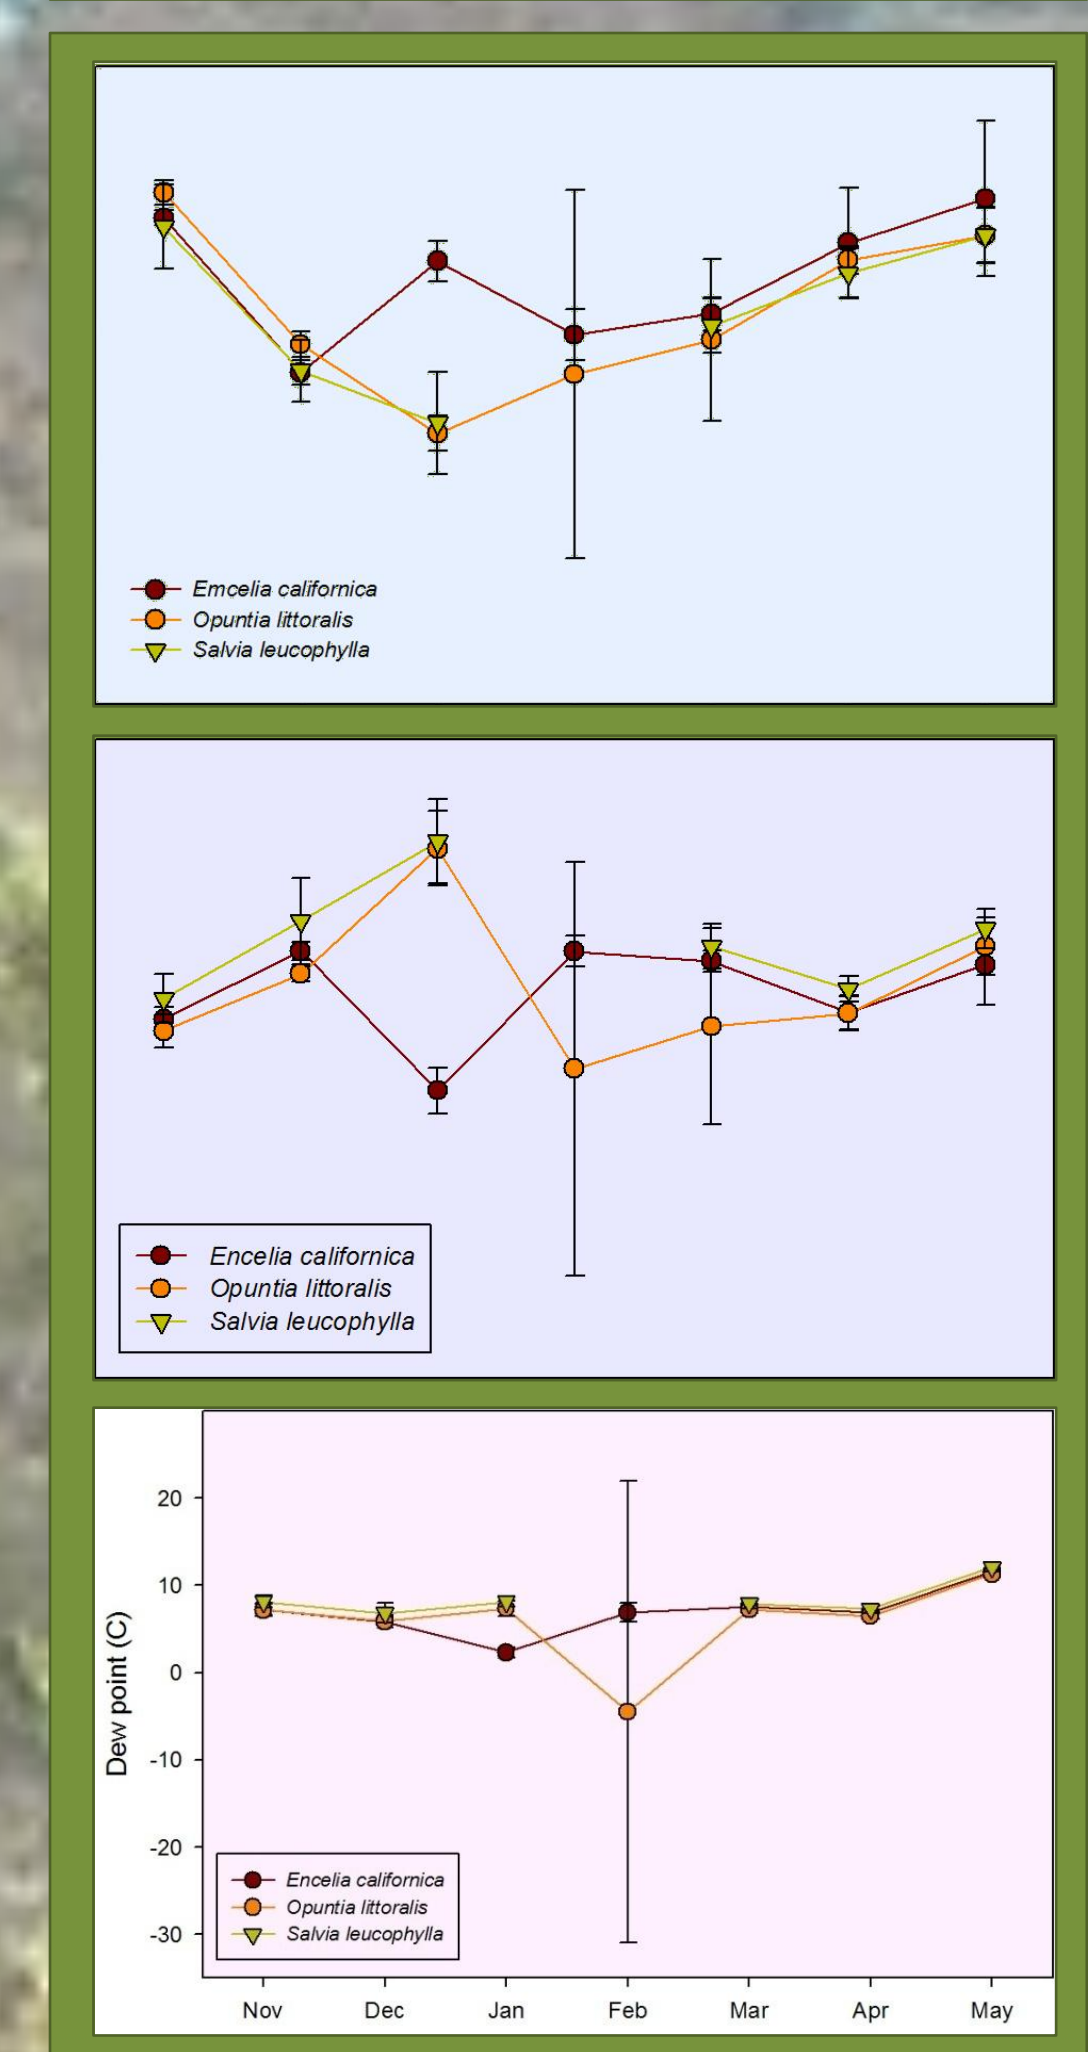 Emcelia californica
Opuntia littoralis
Salvia leucophylla
Encelia californica
Opuntia littoralis
Salvia leucophylla
20
10
0
-10
-20
-30
Dew point (C)
Encelia californica
Opuntia littoralis
Salvia leucophylla
Nov Dec Jan Feb Mar Apr May